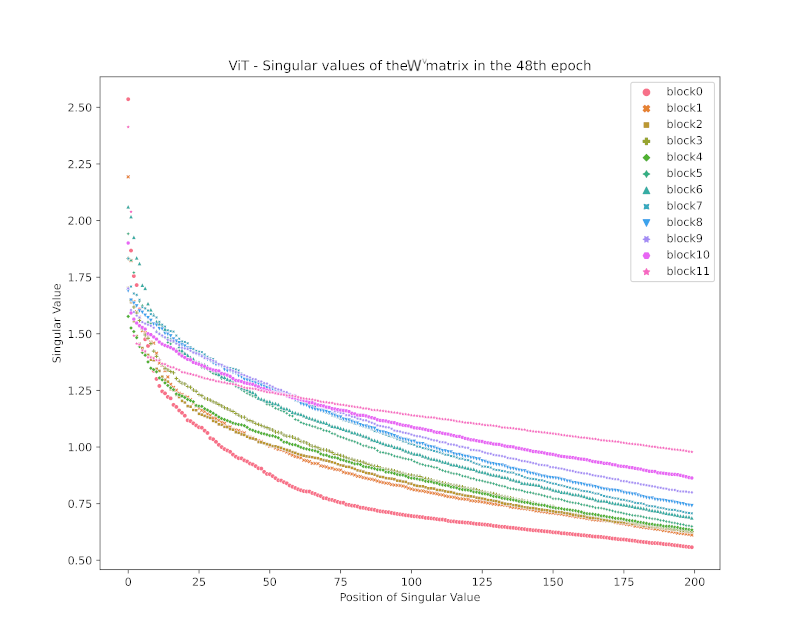 ViT - Singular values of the Wᵛ matrix in the 48th epoch
block0
block1
block2
block3
block4
block5
block6
block7
block8
block9
block10
block11
Singular Value
2.50
2.25
2.00
1.75
1.50
1.25
1.00
0.75
0.50
0 25 50 75 100 125 150 175 200
Position of Singular Value